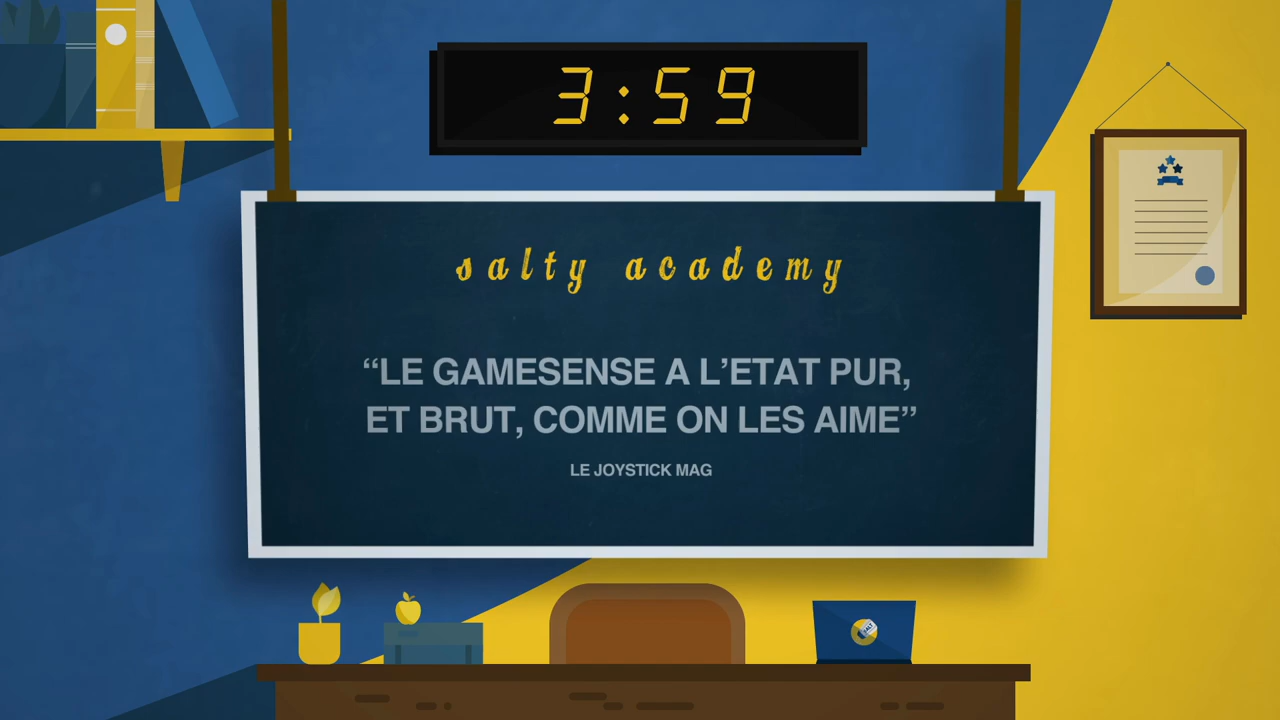 3:59
salty academy
“LE GAMESENSE A L’ETAT PUR,
ET BRUT, COMME ON LES AIME”
LE JOYSTICK MAG